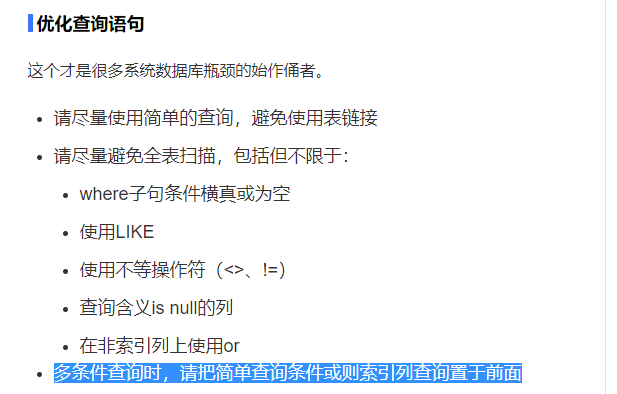 优化查询语句
这个才是很多系统数据库瓶颈的始作俑者。
请尽量使用简单的查询，避免使用表链接
请尽量避免全表扫描，包括但不限于：
where子句条件横真或为空
使用LIKE
使用不等操作符（<>、!=）
查询含义is null的列
在非索引列上使用or
多条件查询时，请把简单查询条件或则索引列查询置于前面